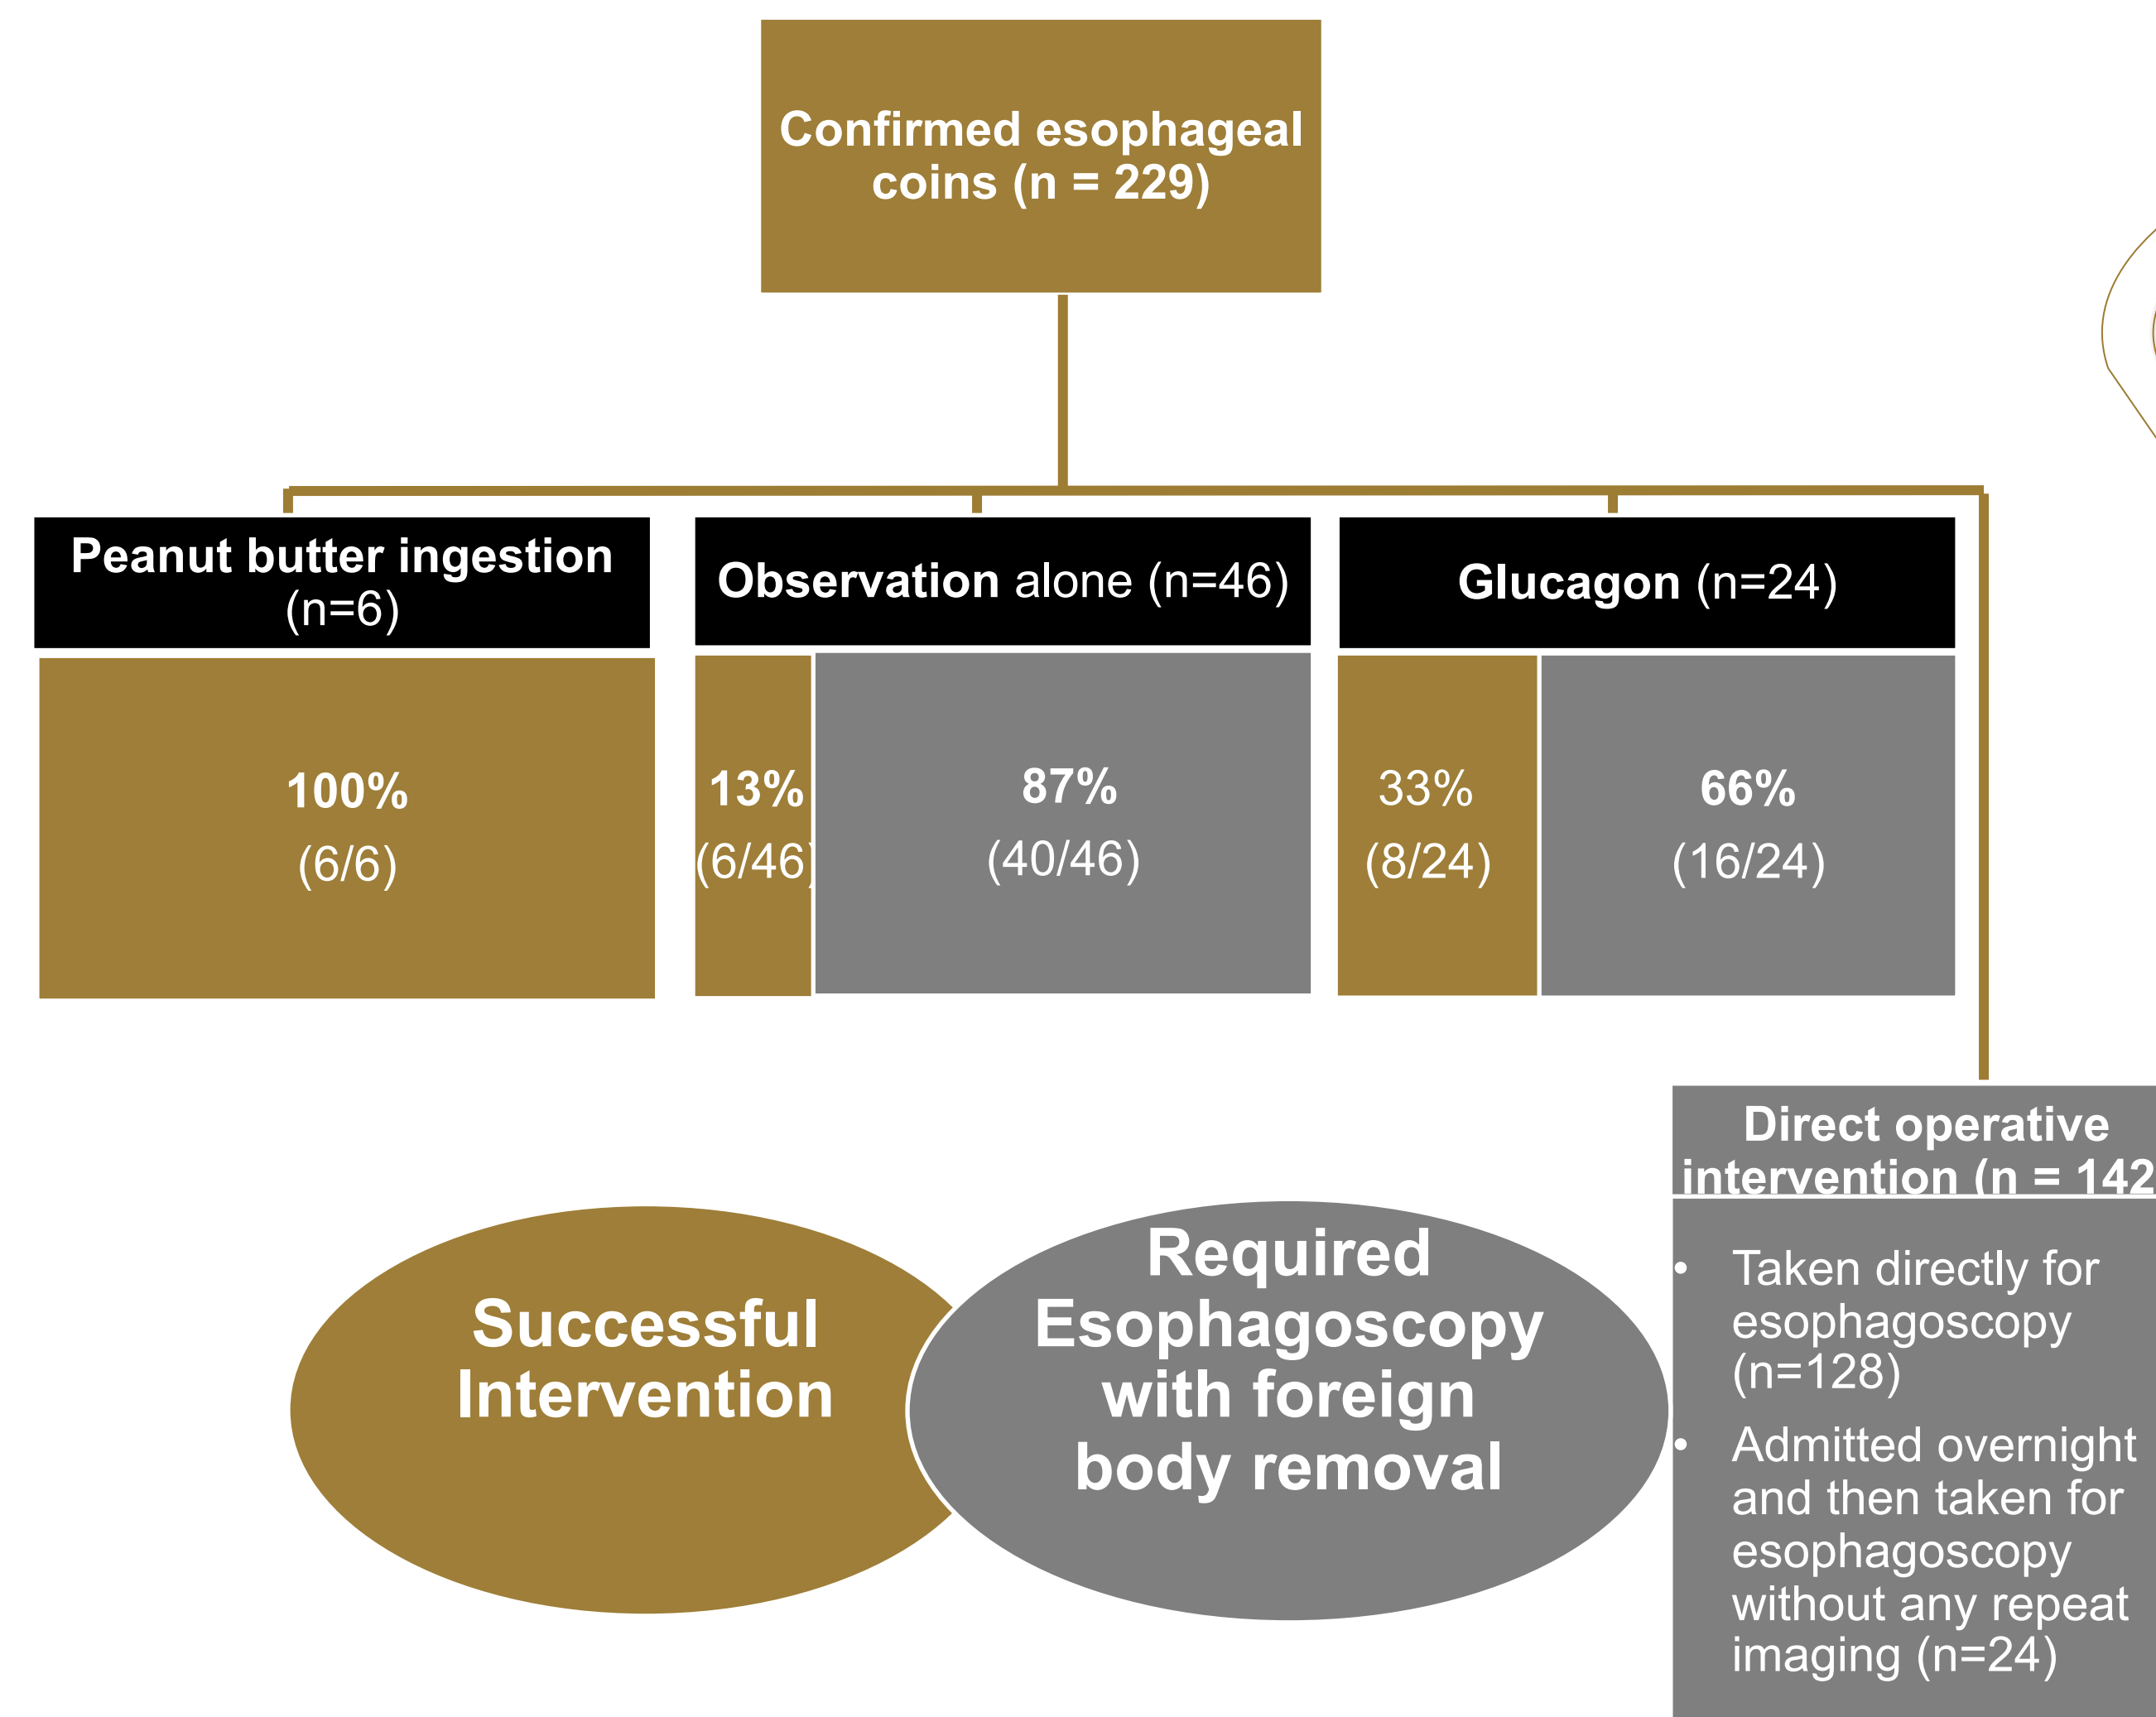 Confirmed esophageal
coins (n = 229)
Peanut butter ingestion
(n=6)
Observation alone (n=46)
Glucagon (n=24)
100%
(6/6)
13%
(6/46)
87%
(40/46)
33%
(8/24)
66%
(16/24)
Direct operative
intervention (n = 142
• Taken directly for
esophagoscopy
(n=128)
• Admitted overnight
and then taken for
esophagoscopy
without any repeat
imaging (n=24)
Successful
Intervention
Required
Esophagoscopy
with foreign
body removal